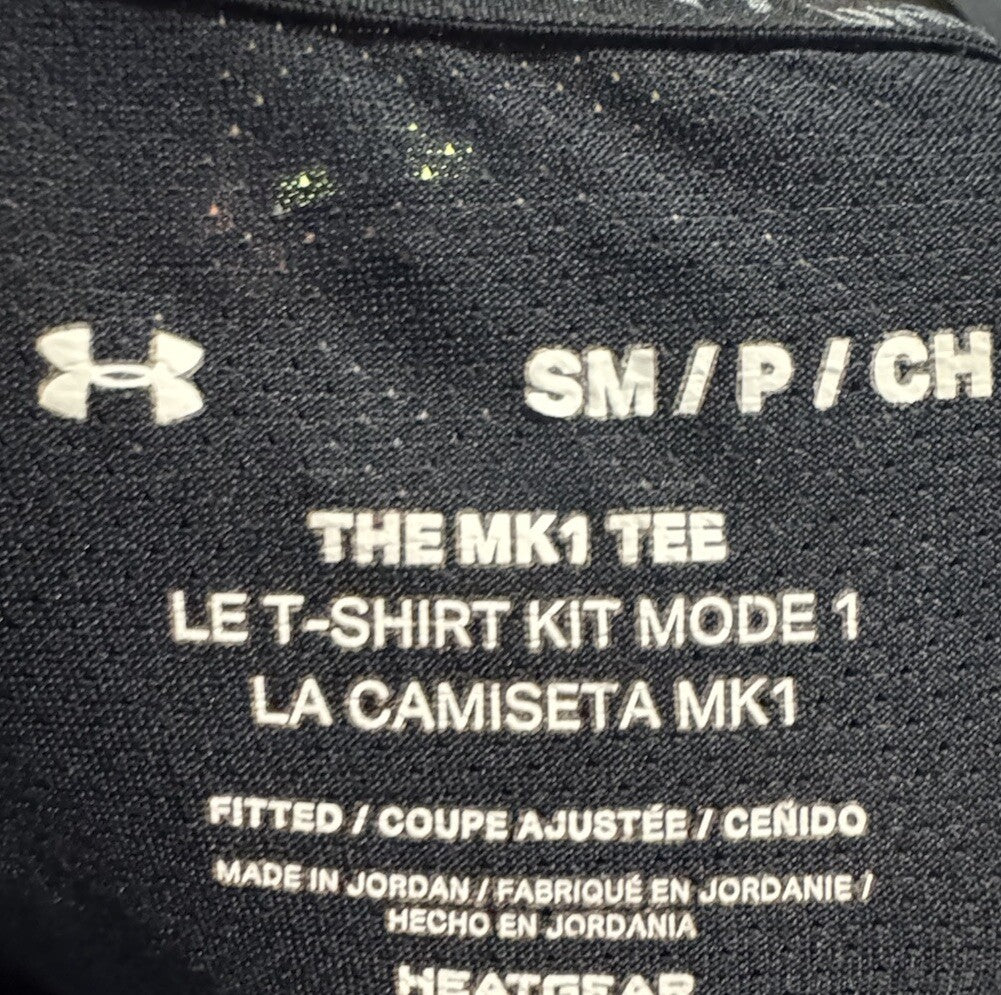 SM / P / CH
THE MK1 TEE
LE T-SHIRT KIT MODE 1
LA CAMISETA MK1
FITTED / COUPE AJUSTÉE / CEÑIDO
MADE IN JORDAN / FABRIQUÉ EN JORDANIE /
HECHO EN JORDANIA
HEATGEAR